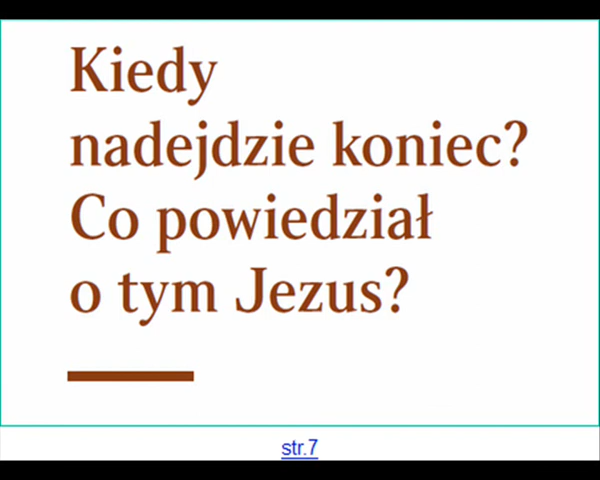 Kiedy
nadejdzie koniec?
Co powiedział
o tym Jezus?
str.7